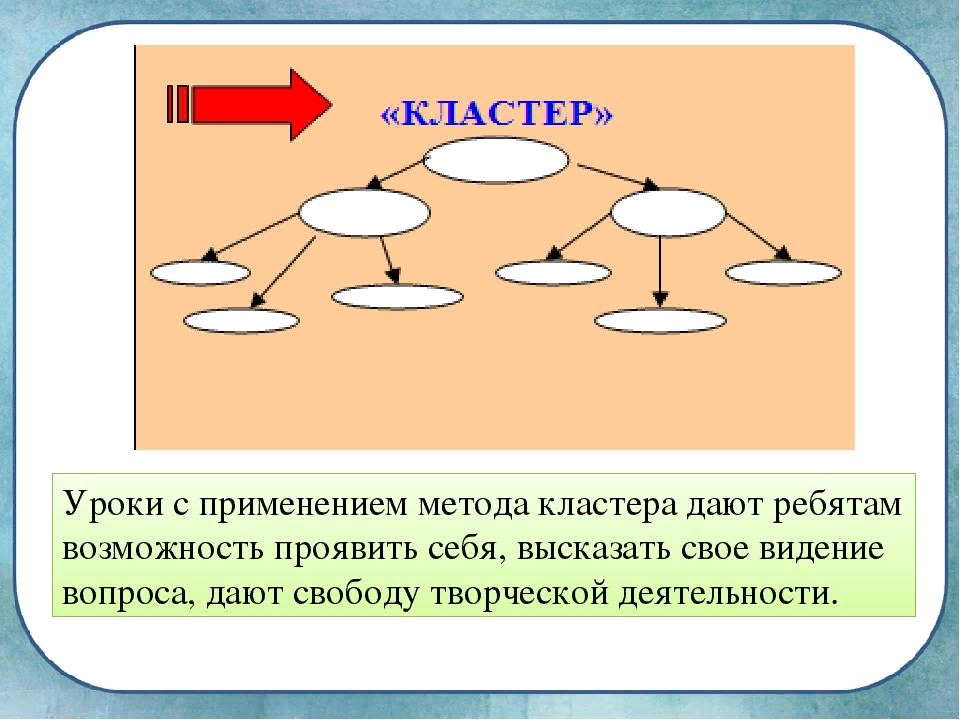 «КЛАСТЕР»
Уроки с применением метода кластера дают ребятам
возможность проявить себя, высказать свое видение
вопроса, дают свободу творческой деятельности.